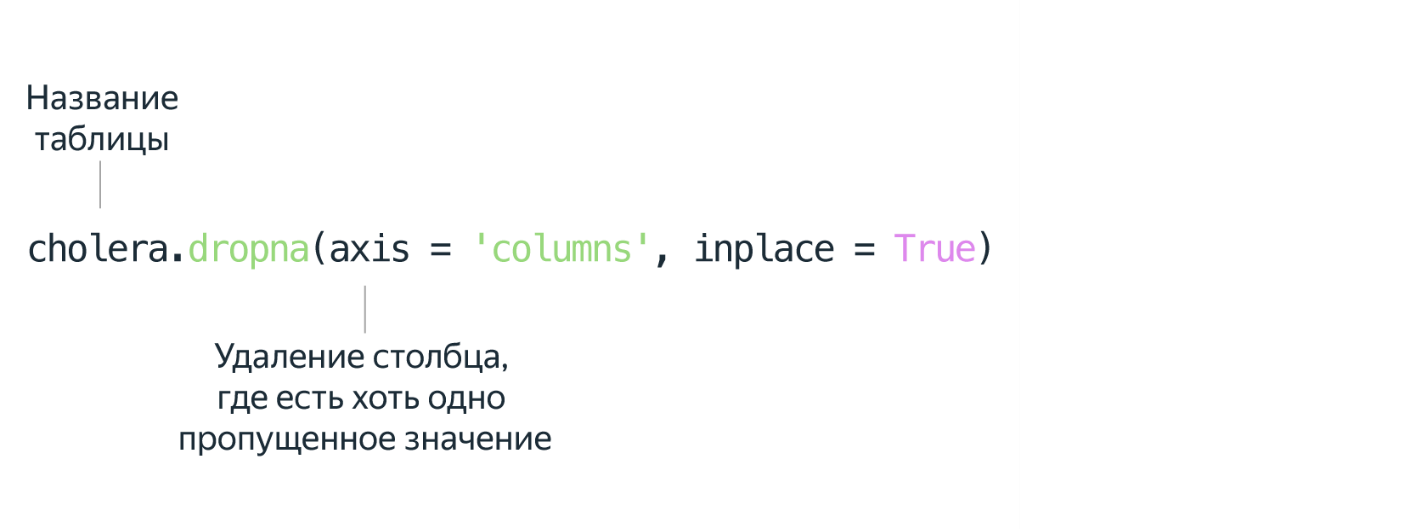 Название
таблицы
cholera.dropna(axis = 'columns', inplace = True)
Удаление столбца,
где есть хоть одно
пропущенное значение